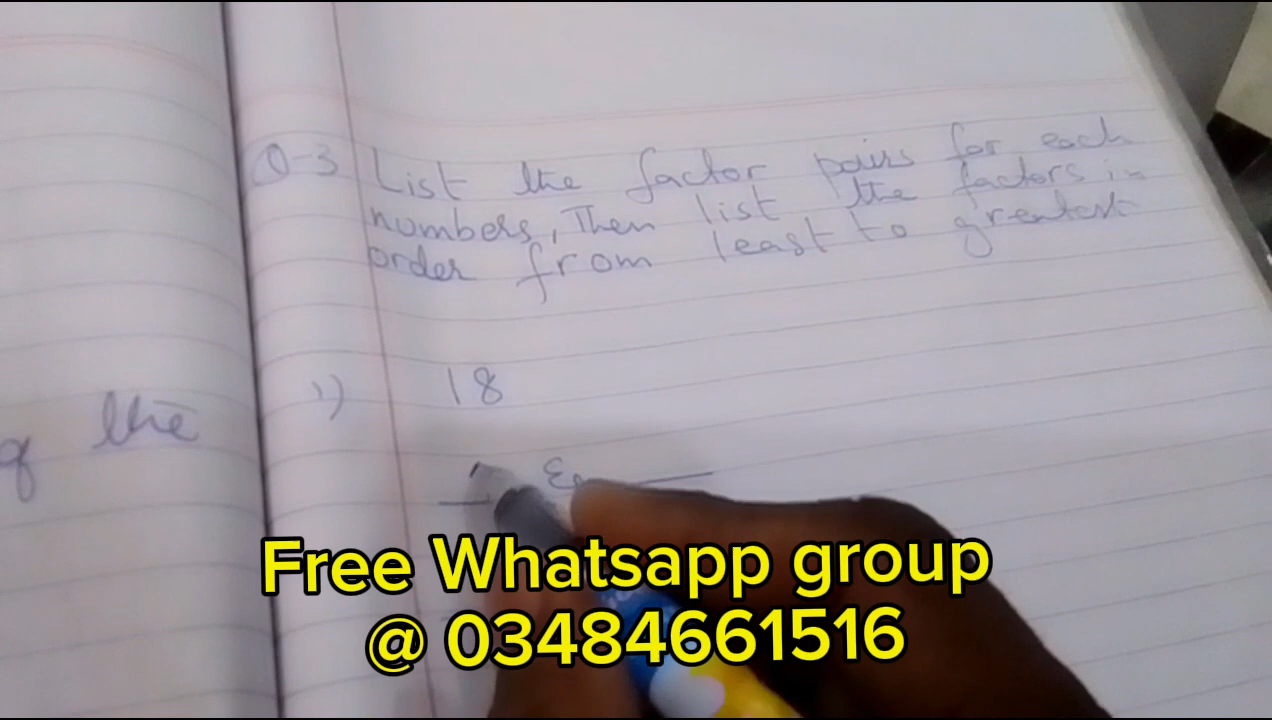 Q-3 List the factor pairs for each
numbers, Then list the factors in
order from least to greatest
1) 18
of the
Free Whatsapp group
@ 03484661516